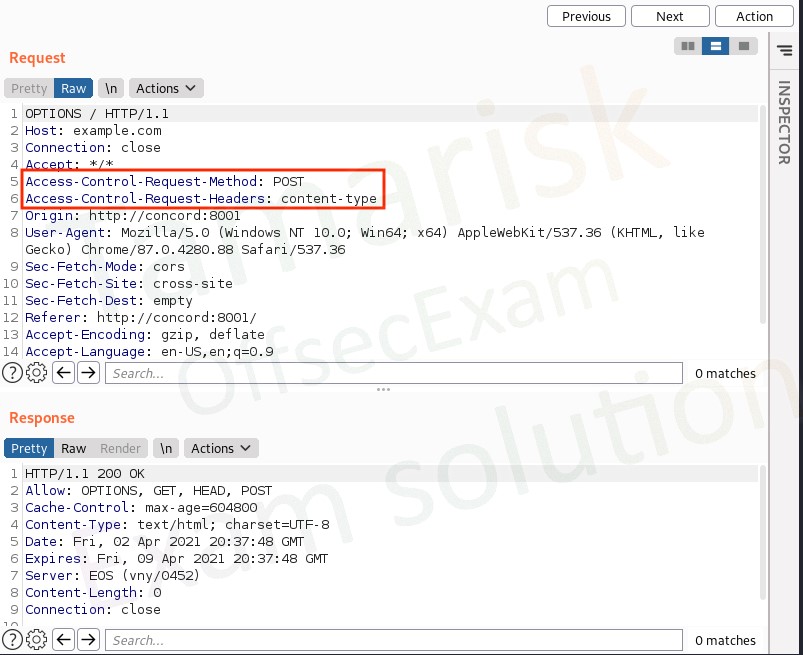 Previous Next Action
Request
Pretty Raw \n Actions
INSPECTOR
1 OPTIONS / HTTP/1.1
2 Host: example.com
3 Connection: close
4 Accept: */*
5 Access-Control-Request-Method: POST
6 Access-Control-Request-Headers: content-type
7 Origin: http://concord:8001
8 User-Agent: Mozilla/5.0 (Windows NT 10.0; Win64; x64) AppleWebKit/537.36 (KHTML, like
Gecko) Chrome/87.0.4280.88 Safari/537.36
9 Sec-Fetch-Mode: cors
10 Sec-Fetch-Site: cross-site
11 Sec-Fetch-Dest: empty
12 Referer: http://concord:8001/
13 Accept-Encoding: gzip, deflate
14 Accept-Language: en-US,en;q=0.9
? Search... 0 matches
Response
Pretty Raw Render \n Actions
1 HTTP/1.1 200 OK
2 Allow: OPTIONS, GET, HEAD, POST
3 Cache-Control: max-age=604800
4 Content-Type: text/html; charset=UTF-8
5 Date: Fri, 02 Apr 2021 20:37:48 GMT
6 Expires: Fri, 09 Apr 2021 20:37:48 GMT
7 Server: EOS (vny/0452)
8 Content-Length: 0
9 Connection: close
10
? Search... 0 matches
OffsecExam
Exam solution